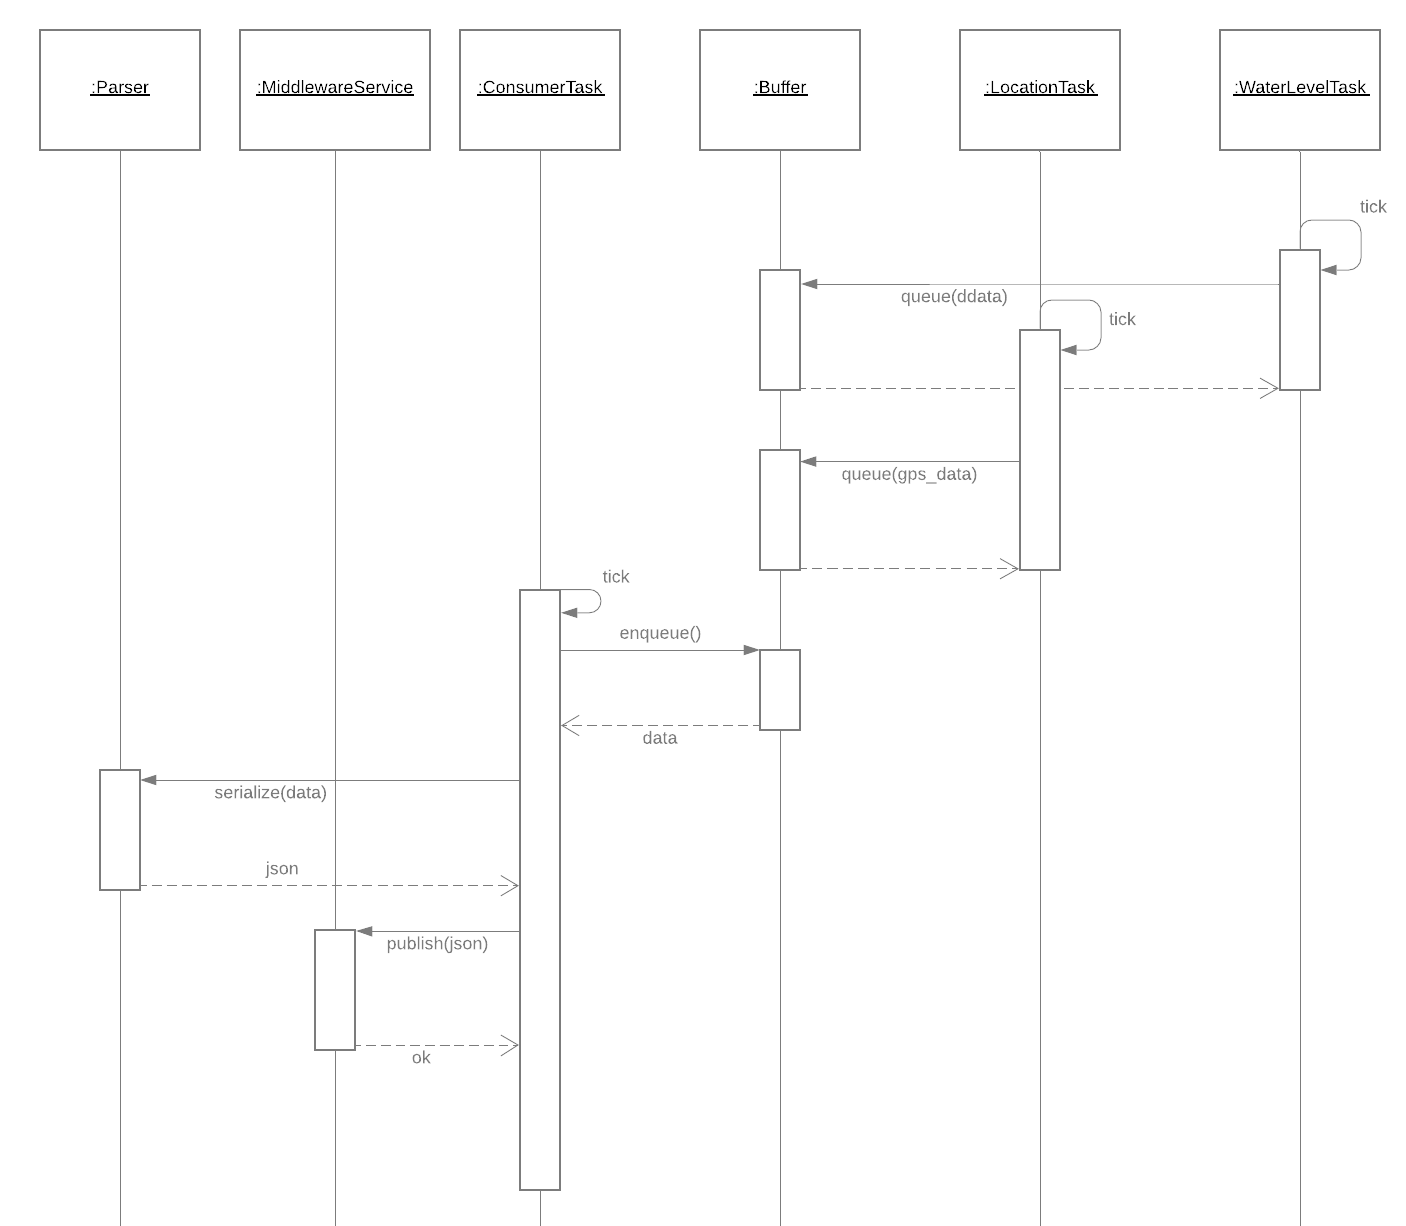 :Parser
:MiddlewareService
:ConsumerTask
:Buffer
:LocationTask
:WaterLevelTask
tick
queue(ddata)
tick
queue(gps_data)
tick
enqueue()
data
serialize(data)
json
publish(json)
ok